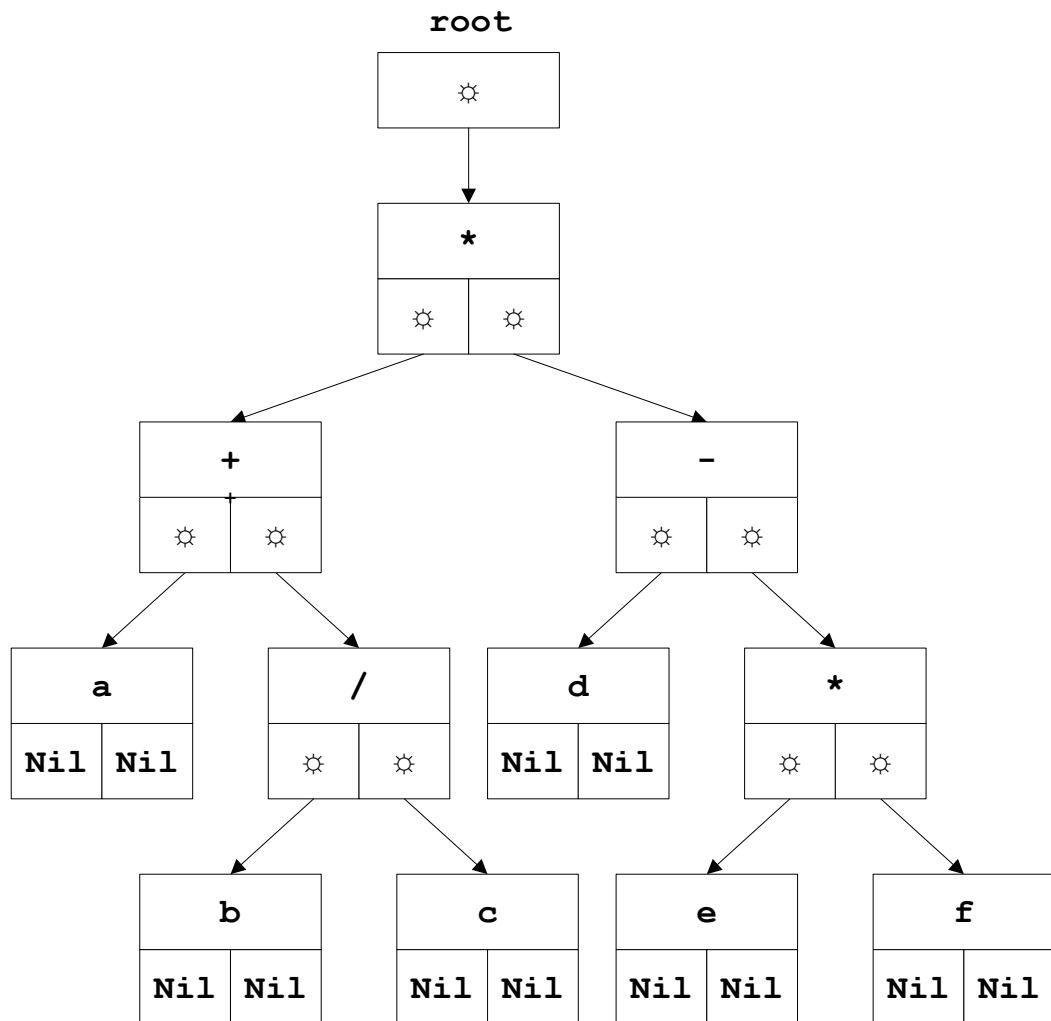 root
☼
*
☼ ☼
+ -
+
☼ ☼ ☼ ☼
a / d *
Nil Nil ☼ ☼ Nil Nil ☼ ☼
b c e f
Nil Nil Nil Nil Nil Nil Nil Nil